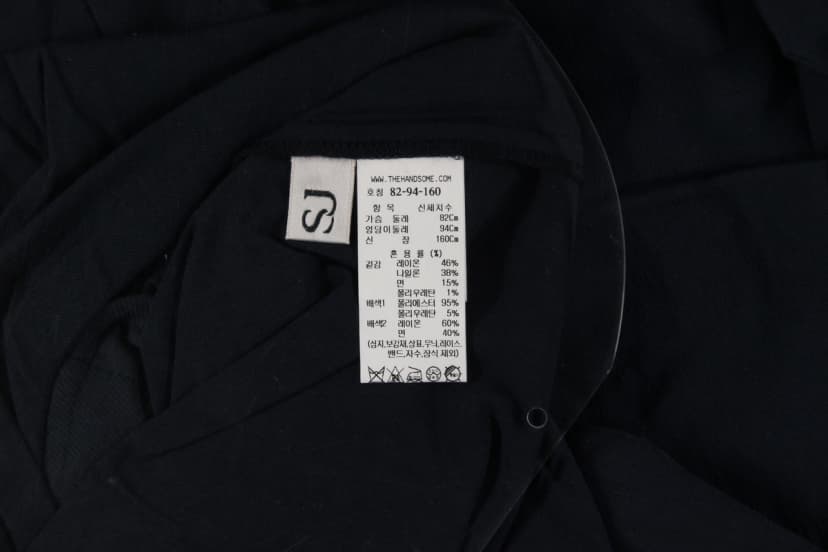 SJ
WWW.THEHANDSOME.COM
호칭 82-94-160
항 목 신체치수
가슴 둘레 82Cm
엉덩이둘레 94Cm
신 장 160Cm
혼 용 률 (%)
겉감 레이온 46%
나일론 38%
면 15%
폴리우레탄 1%
배색1 폴리에스터 95%
폴리우레탄 5%
배색2 레이온 60%
면 40%
(심지,보강재,상표,무늬,레이스,
밴드,자수,장식 제외)